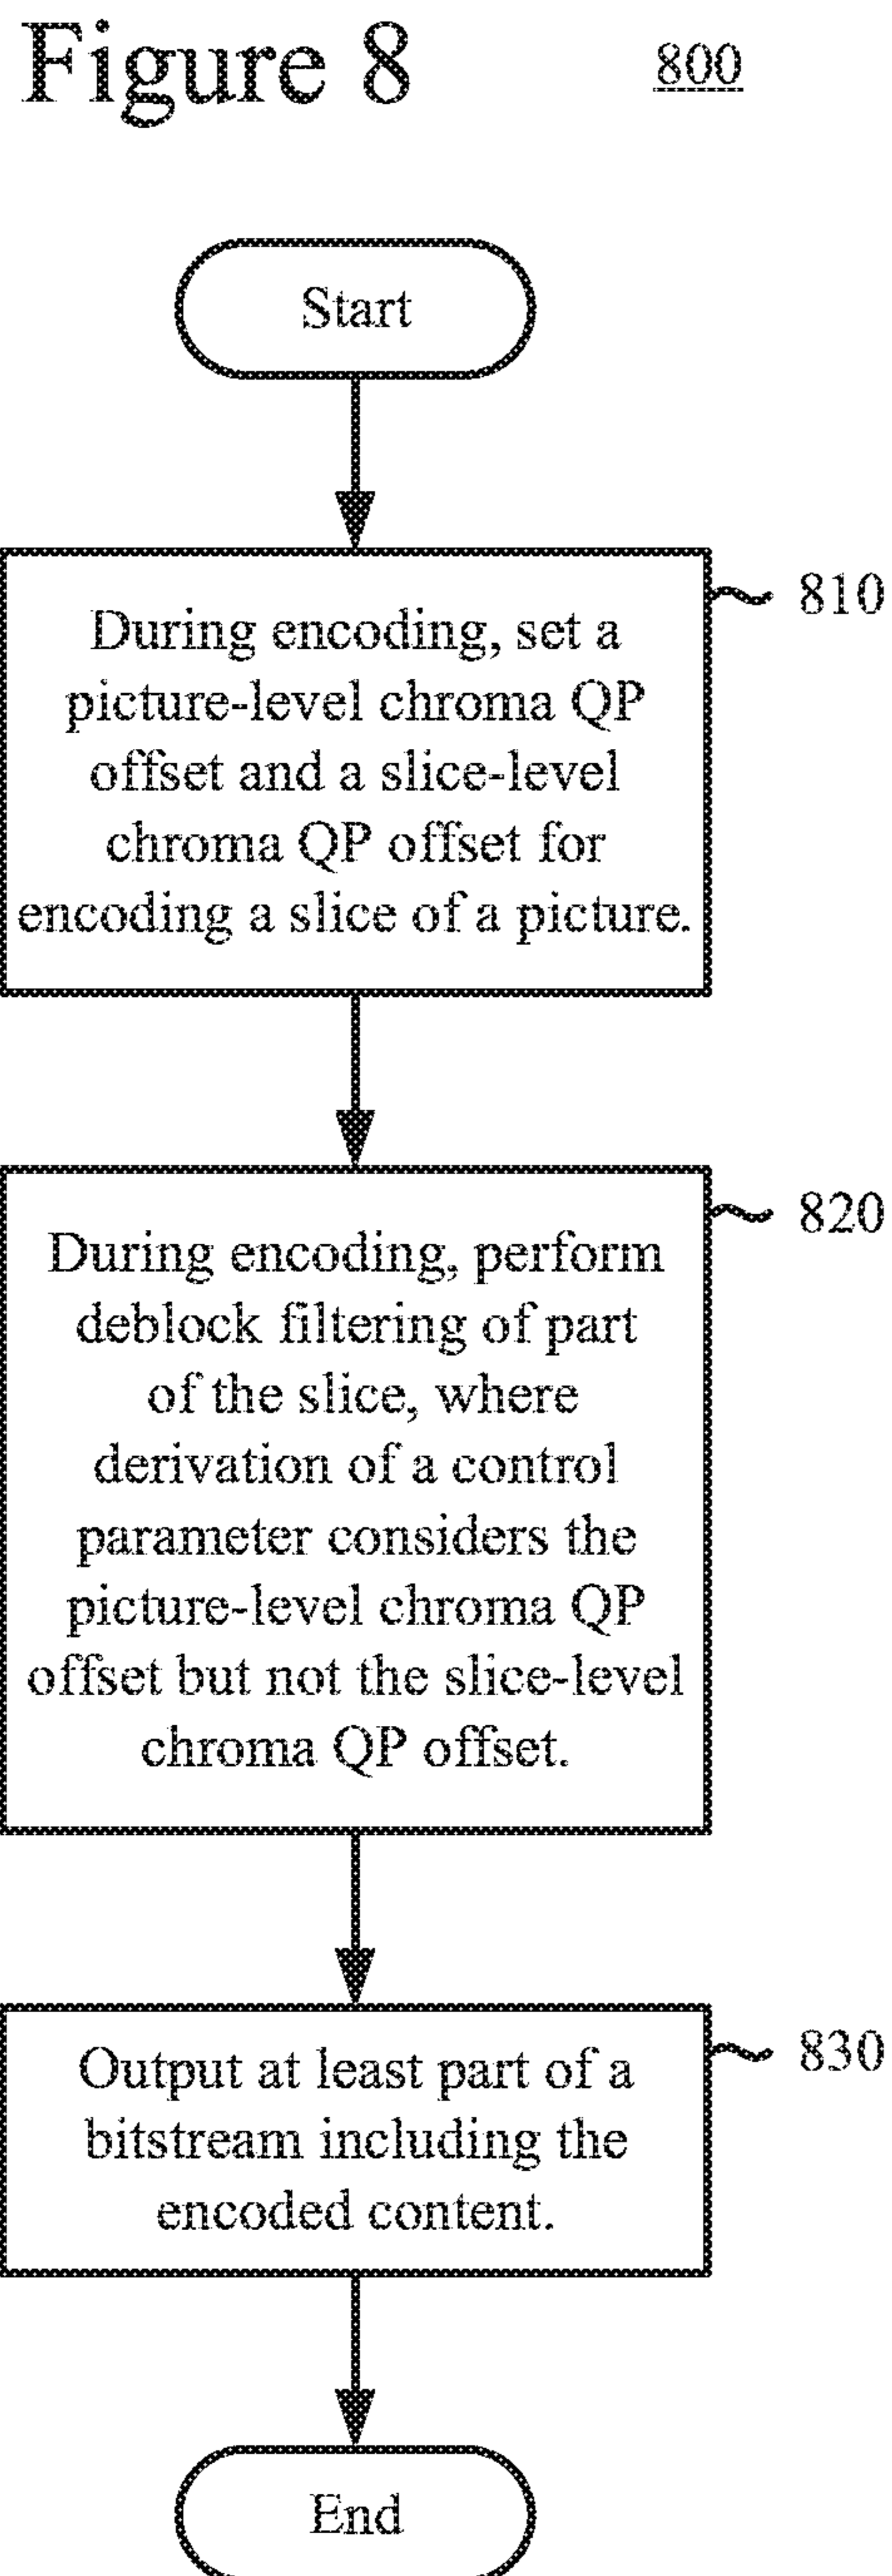 Figure 8
800
Start
During encoding, set a
picture-level chroma QP
offset and a slice-level
chroma QP offset for
encoding a slice of a picture.
810
During encoding, perform
deblock filtering of part
of the slice, where
derivation of a control
parameter considers the
picture-level chroma QP
offset but not the slice-level
chroma QP offset.
820
Output at least part of a
bitstream including the
encoded content.
830
End